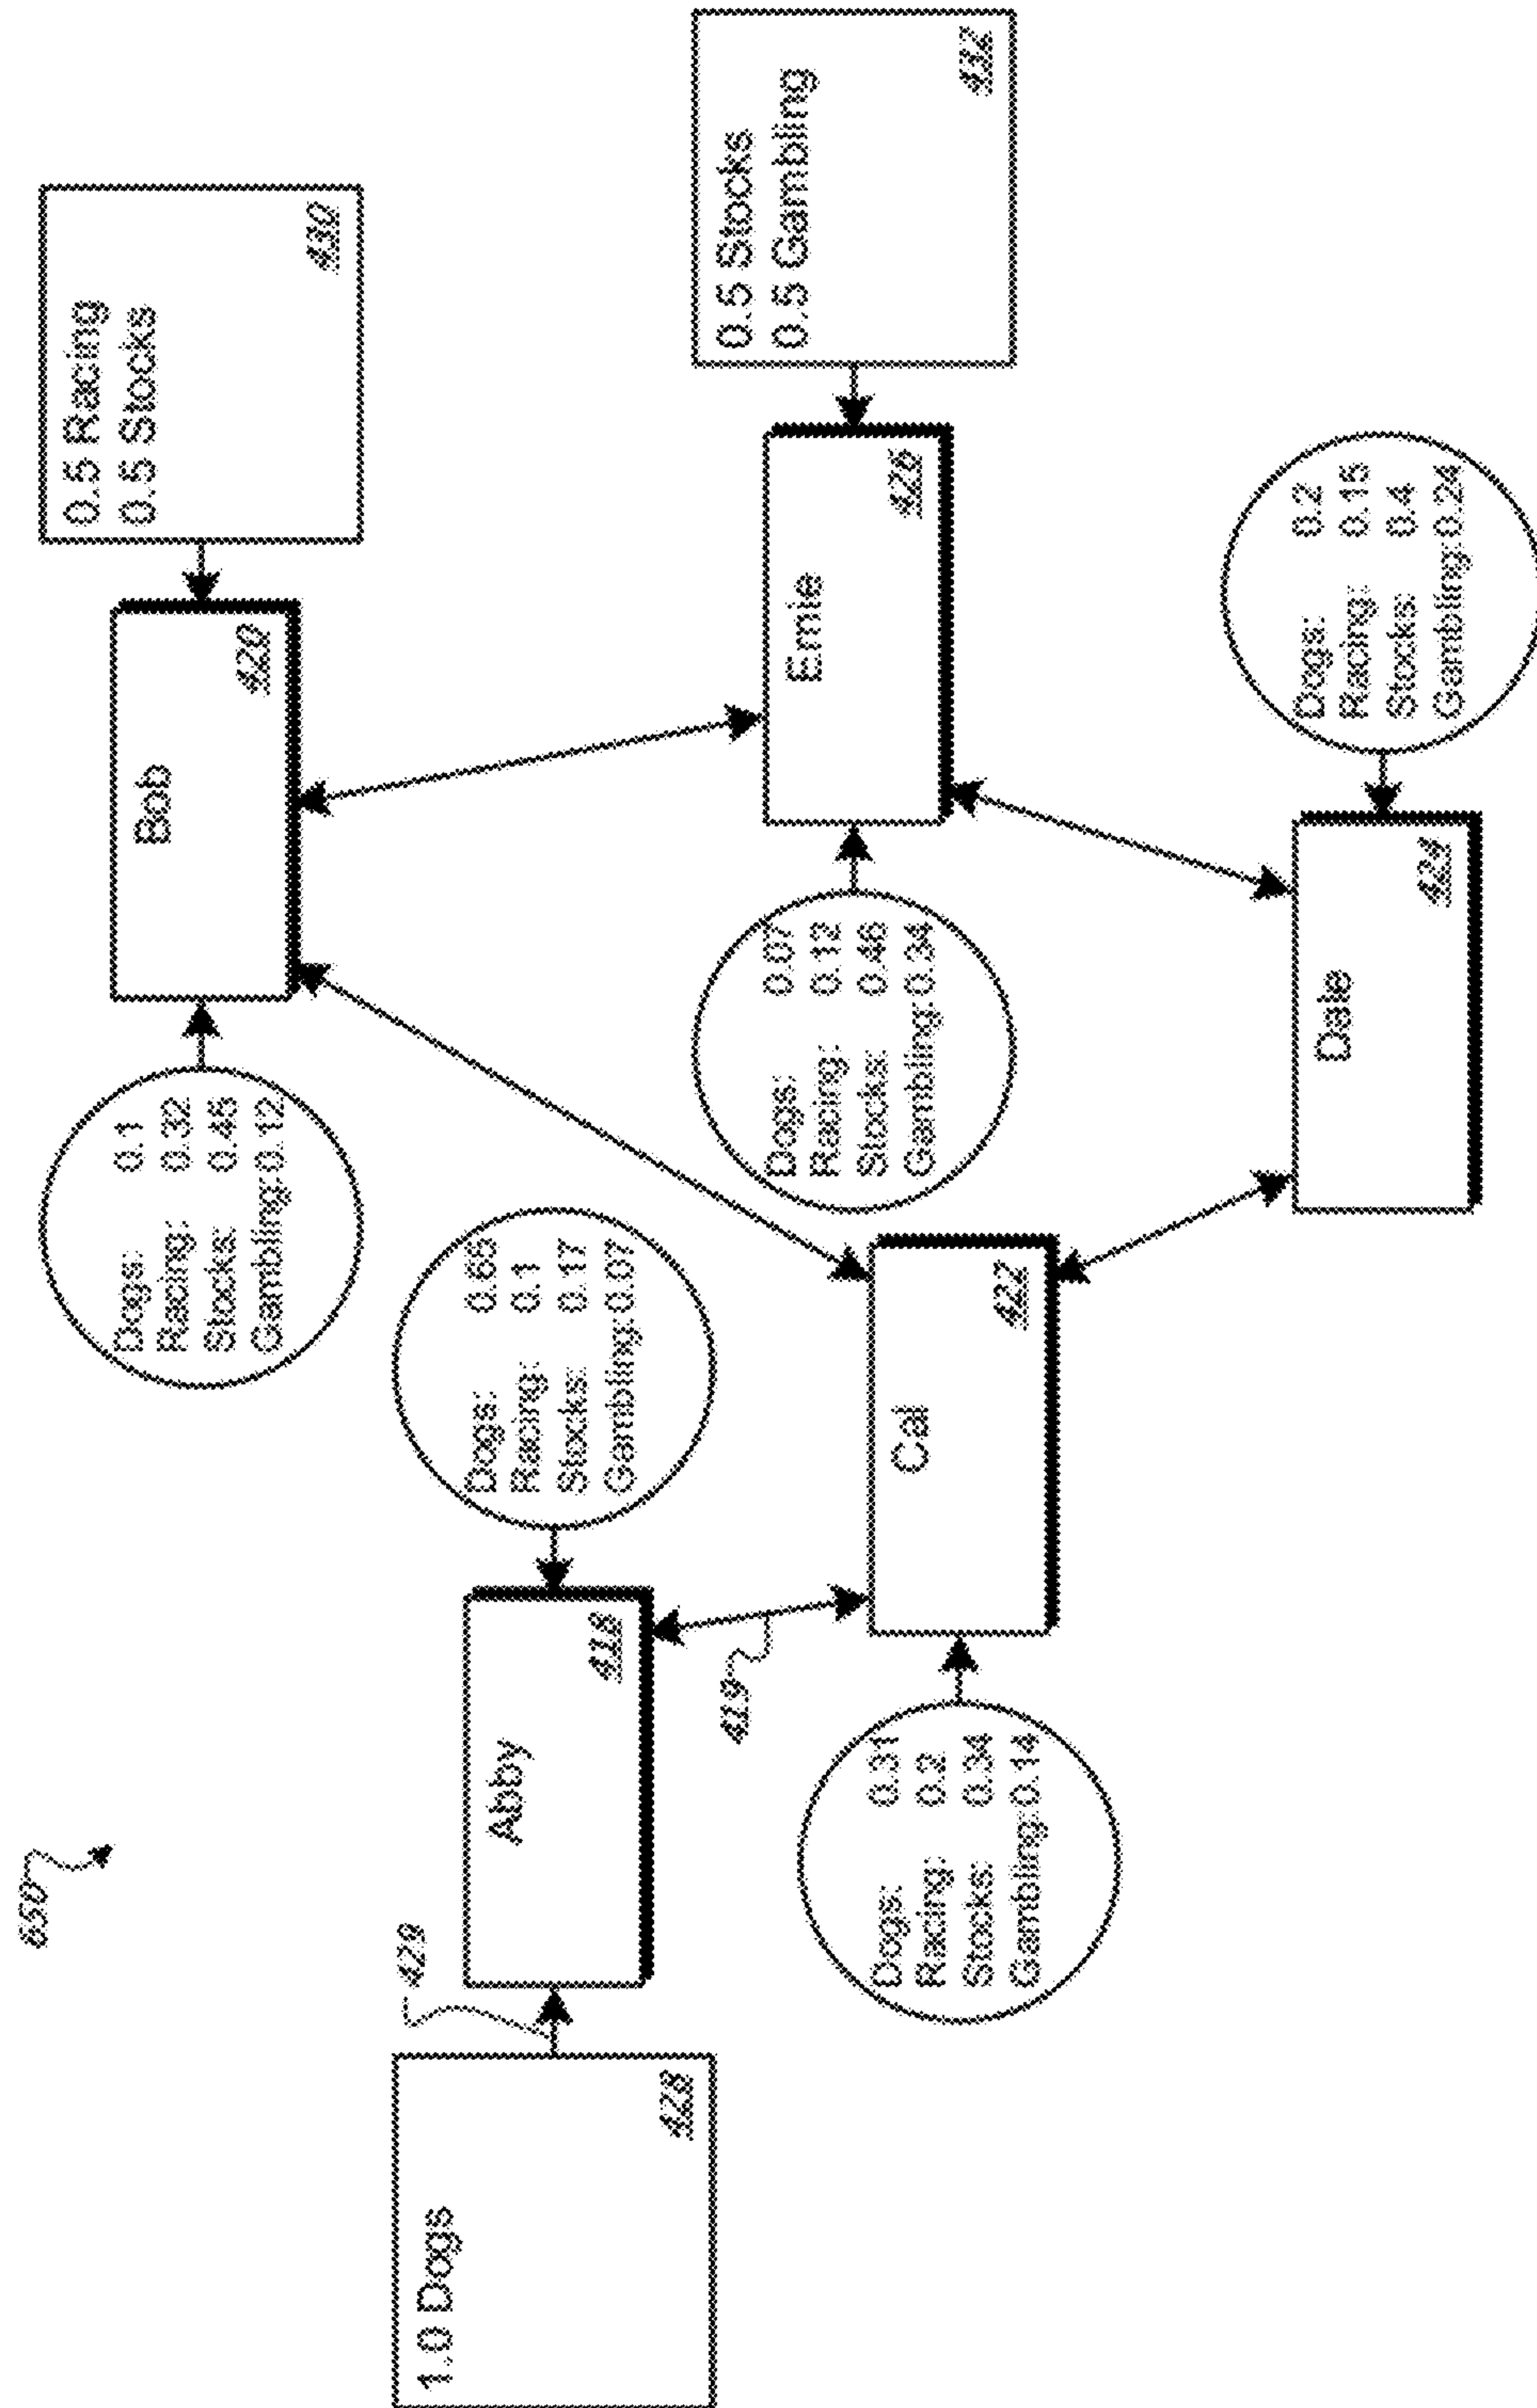 650
Dogs: 0.1
Racing: 0.32
Stocks: 0.45
Gambling: 0.12
Bob
420
0.5 Racing
0.5 Stocks
430
1.0 Dogs
428
429
Abby
418
Dogs: 0.65
Racing: 0.1
Stocks: 0.17
Gambling: 0.07
419
Dogs: 0.07
Racing: 0.12
Stocks: 0.46
Gambling: 0.34
Ernie
426
0.5 Stocks
0.5 Gambling
432
Dogs: 0.31
Racing: 0.2
Stocks: 0.34
Gambling: 0.14
Cal
422
Dale
424
Dogs: 0.2
Racing: 0.15
Stocks: 0.4
Gambling: 0.24